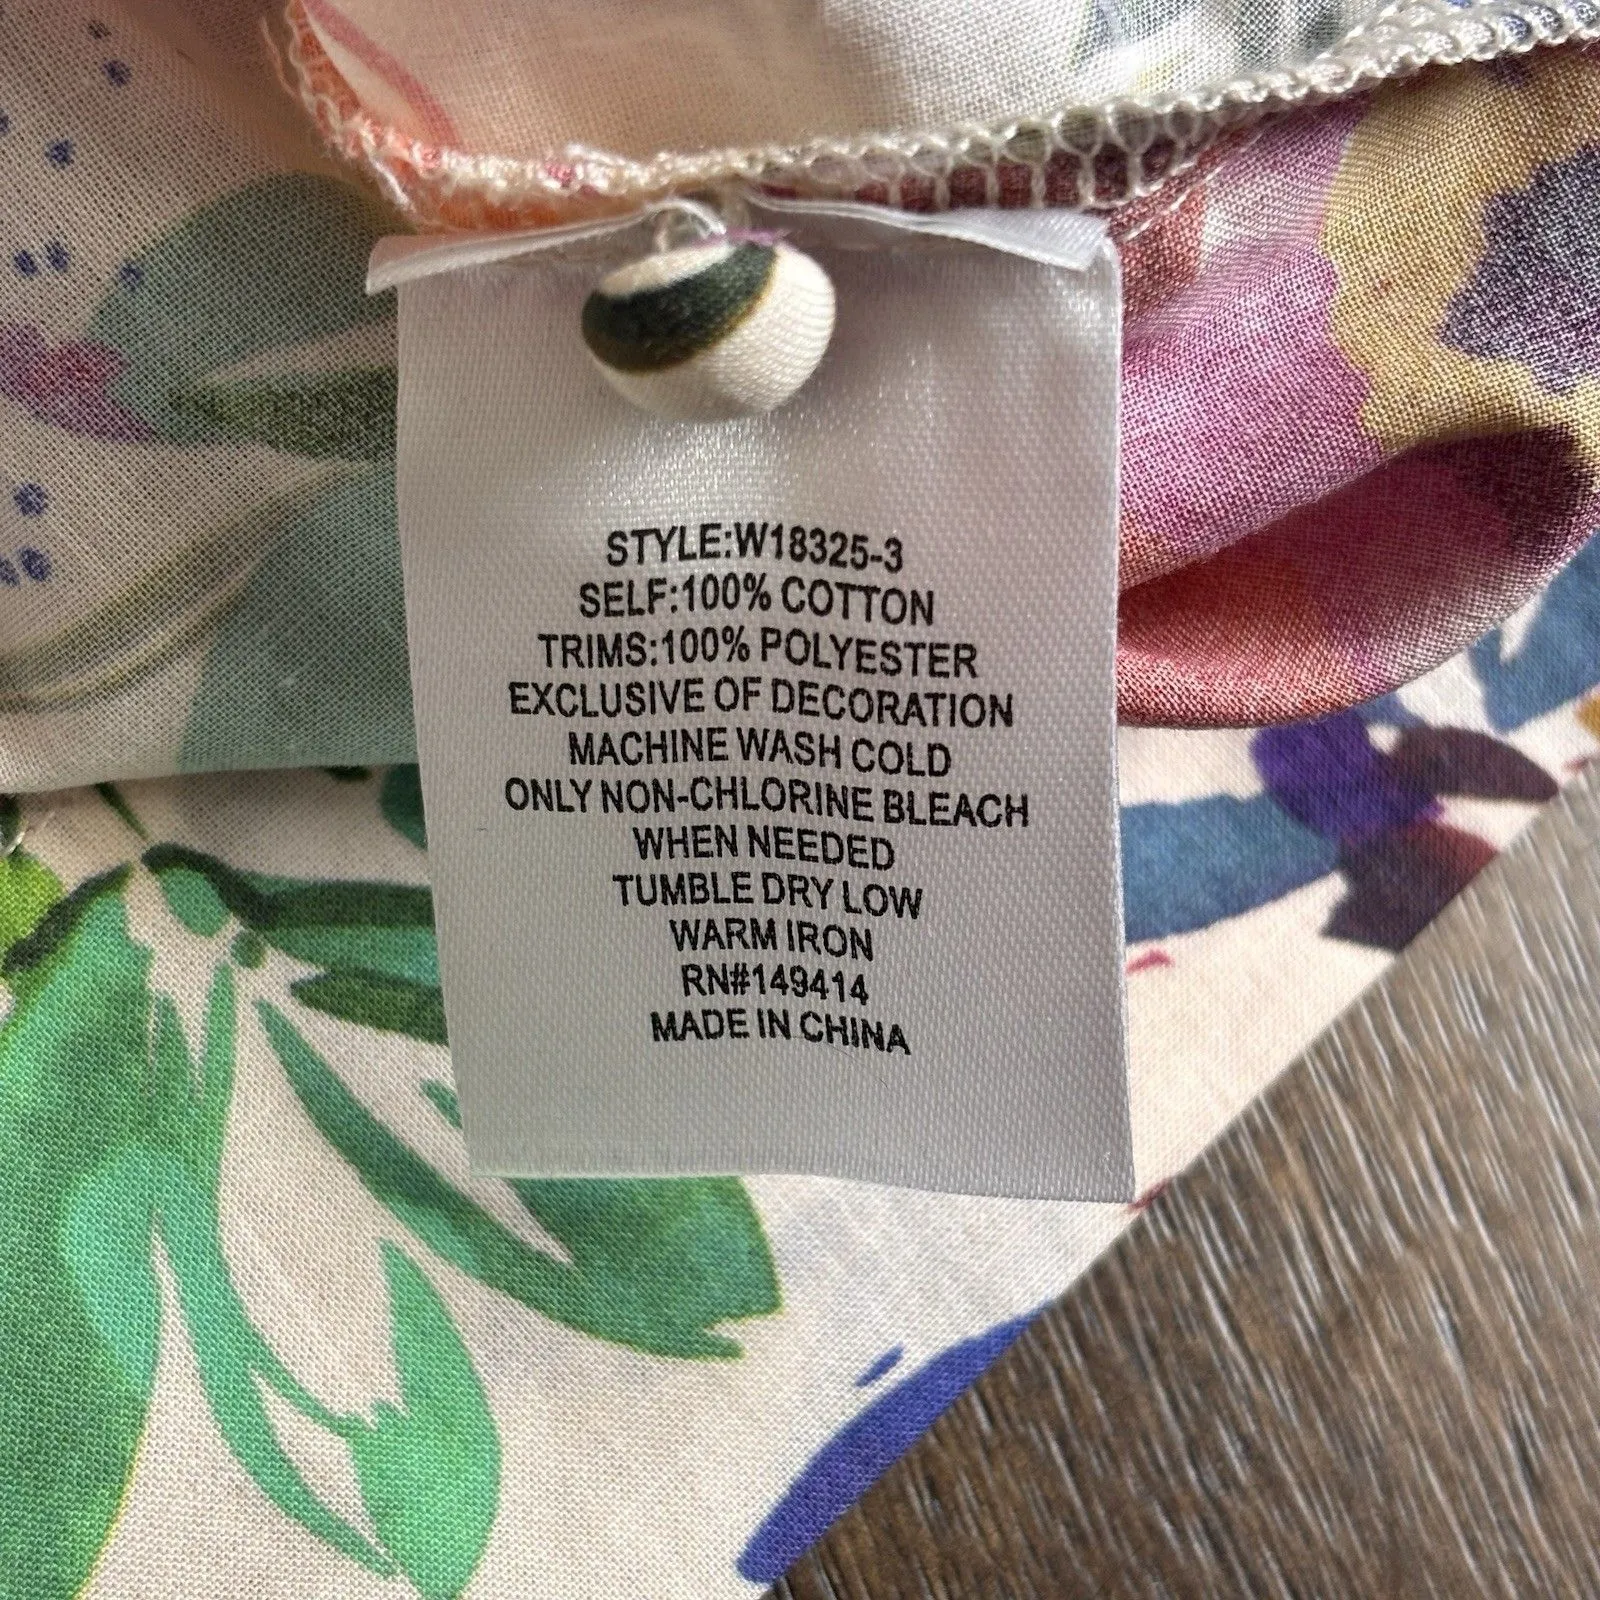 STYLE:W18325-3
SELF:100% COTTON
TRIMS:100% POLYESTER
EXCLUSIVE OF DECORATION
MACHINE WASH COLD
ONLY NON-CHLORINE BLEACH
WHEN NEEDED
TUMBLE DRY LOW
WARM IRON
RN#149414
MADE IN CHINA